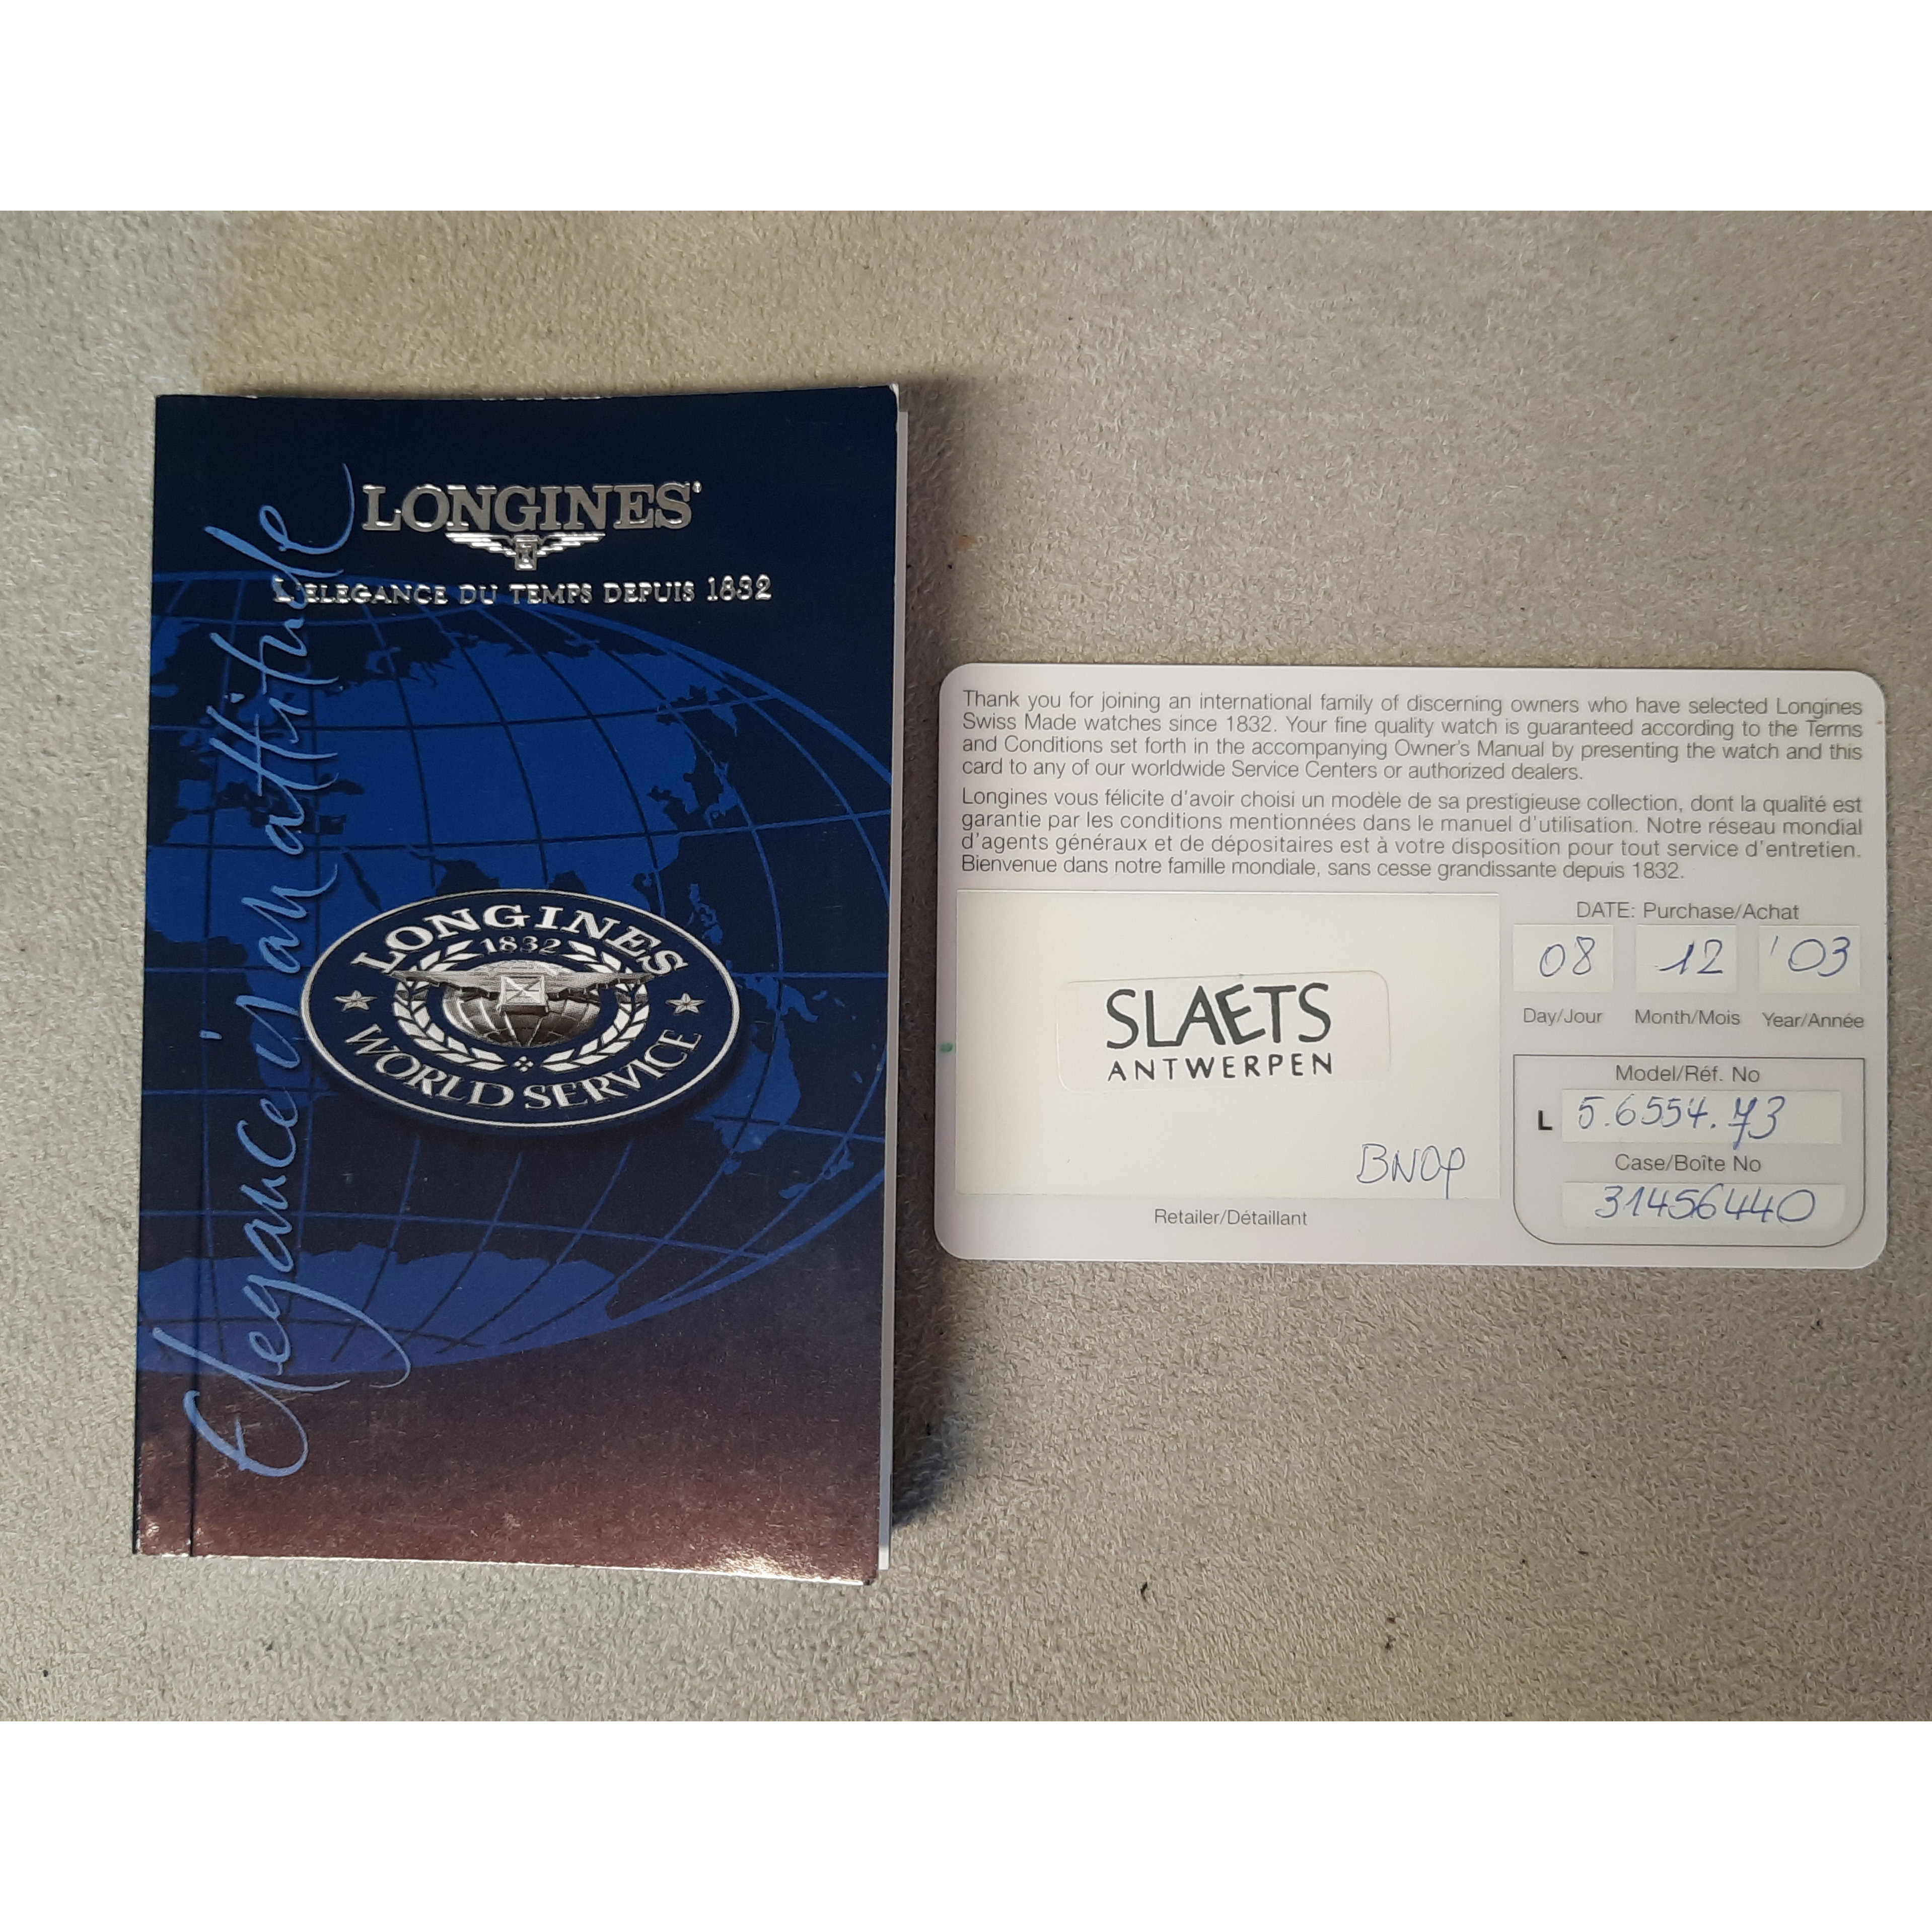 LONGINES
L'ELEGANCE DU TEMPS DEPUIS 1832
Elegance is an attitude
LONGINES
1832
WORLD SERVICE
Thank you for joining an international family of discerning owners who have selected Longines
Swiss Made watches since 1832. Your fine quality watch is guaranteed according to the Terms
and Conditions set forth in the accompanying Owner's Manual by presenting the watch and this
card to any of our worldwide Service Centers or authorized dealers.
Longines vous félicite d'avoir choisi un modèle de sa prestigieuse collection, dont la qualité est
garantie par les conditions mentionnées dans le manuel d'utilisation. Notre réseau mondial
d'agents généraux et de dépositaires est à votre disposition pour tout service d'entretien.
Bienvenue dans notre famille mondiale, sans cesse grandissante depuis 1832.
SLAETS
ANTWERPEN
Retailer/Détaillant
DATE: Purchase/Achat
08 12 '03
Day/Jour Month/Mois Year/Année
Model/Réf. No
L 5.6554.73
Case/Boîte No
31456440